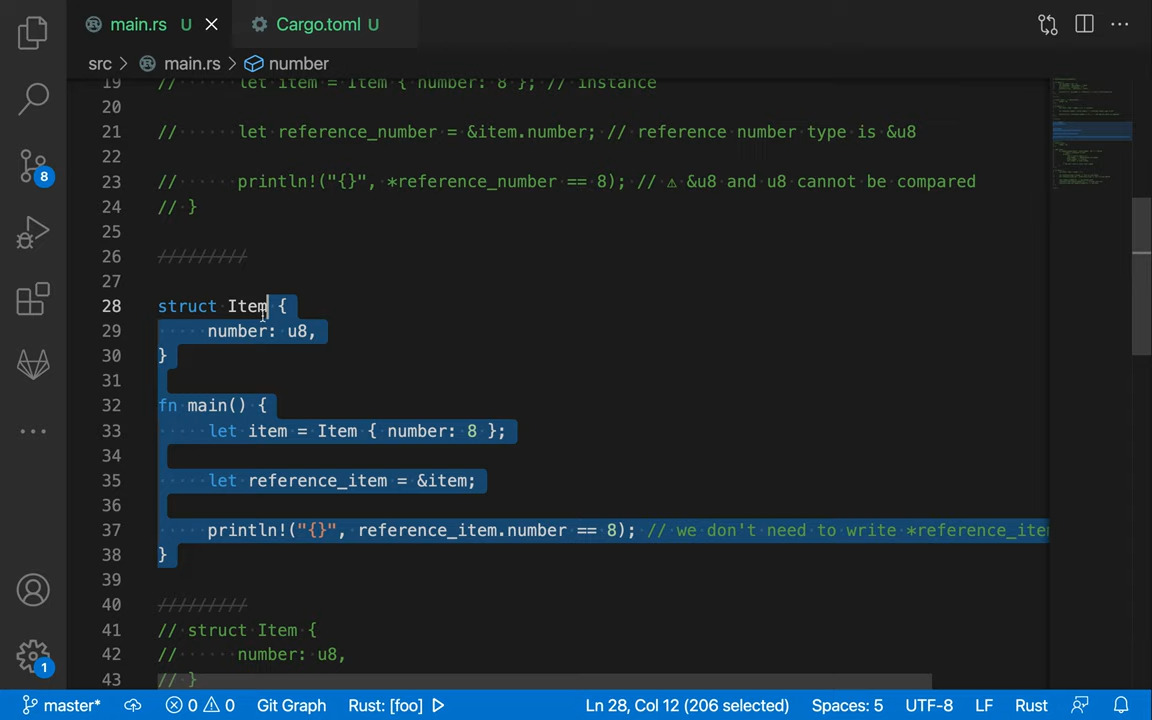 main.rs U Cargo.toml U
src main.rs number
19 // let item = Item { number: 8 }; // instance
20
21 // let reference_number = &item.number; // reference number type is &u8
22
23 // println!("{}", *reference_number == 8); // ⚠ &u8 and u8 cannot be compared
24 // }
25
26 /////////
27
28 struct Item {
29 number: u8,
30 }
31
32 fn main() {
33 let item = Item { number: 8 };
34
35 let reference_item = &item;
36
37 println!("{}", reference_item.number == 8); // we don't need to write *reference_item
38 }
39
40 /////////
41 // struct Item {
42 // number: u8,
43 // }
8
1
master* 0 0 Git Graph Rust: [foo] Ln 28, Col 12 (206 selected) Spaces: 5 UTF-8 LF Rust